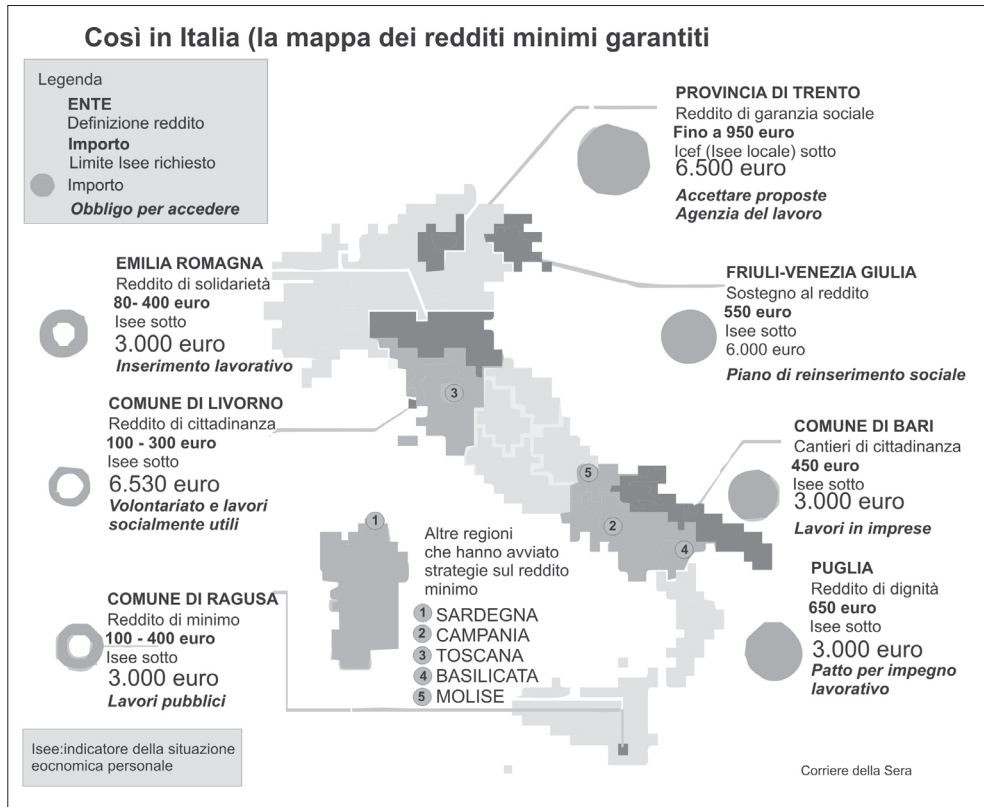 Così in Italia (la mappa dei redditi minimi garantiti
Legenda
ENTE
Definizione reddito
Importo
Limite Isee richiesto
Importo
Obbligo per accedere
PROVINCIA DI TRENTO
Reddito di garanzia sociale
Fino a 950 euro
Icef (Isee locale) sotto
6.500 euro
Accettare proposte
Agenzia del lavoro
EMILIA ROMAGNA
Reddito di solidarietà
80- 400 euro
Isee sotto
3.000 euro
Inserimento lavorativo
FRIULI-VENEZIA GIULIA
Sostegno al reddito
550 euro
Isee sotto
6.000 euro
Piano di reinserimento sociale
COMUNE DI LIVORNO
Reddito di cittadinanza
100 - 300 euro
Isee sotto
6.530 euro
Volontariato e lavori
socialmente utili
COMUNE DI BARI
Cantieri di cittadinanza
450 euro
Isee sotto
3.000 euro
Lavori in imprese
PUGLIA
Reddito di dignità
650 euro
Isee sotto
3.000 euro
Patto per impegno
lavorativo
COMUNE DI RAGUSA
Reddito di minimo
100 - 400 euro
Isee sotto
3.000 euro
Lavori pubblici
3
5
2
4
1
Altre regioni
che hanno avviato
strategie sul reddito
minimo
1 SARDEGNA
2 CAMPANIA
3 TOSCANA
4 BASILICATA
5 MOLISE
Isee:indicatore della situazione
eocnomica personale
Corriere della Sera